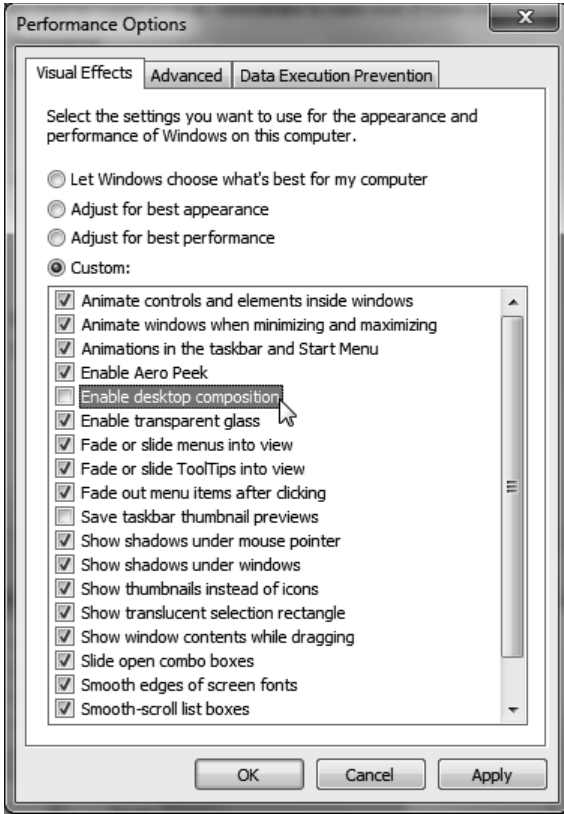 Performance Options
Visual Effects Advanced Data Execution Prevention
Select the settings you want to use for the appearance and
performance of Windows on this computer.
Let Windows choose what's best for my computer
Adjust for best appearance
Adjust for best performance
Custom:
Animate controls and elements inside windows
Animate windows when minimizing and maximizing
Animations in the taskbar and Start Menu
Enable Aero Peek
Enable desktop composition
Enable transparent glass
Fade or slide menus into view
Fade or slide ToolTips into view
Fade out menu items after clicking
Save taskbar thumbnail previews
Show shadows under mouse pointer
Show shadows under windows
Show thumbnails instead of icons
Show translucent selection rectangle
Show window contents while dragging
Slide open combo boxes
Smooth edges of screen fonts
Smooth-scroll list boxes
OK Cancel Apply